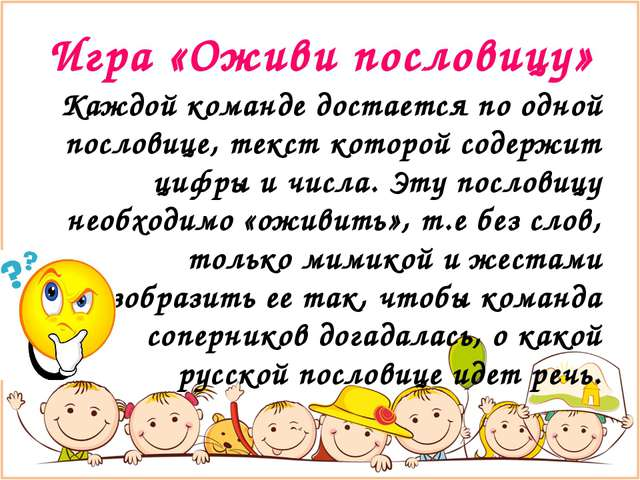 Игра «Оживи пословицу»
Каждой команде достается по одной
пословице, текст которой содержит
цифры и числа. Эту пословицу
необходимо «оживить», т.е без слов,
только мимикой и жестами
зобразить ее так, чтобы команда
соперников догадалась, о какой
русской пословице идет речь.
? ?